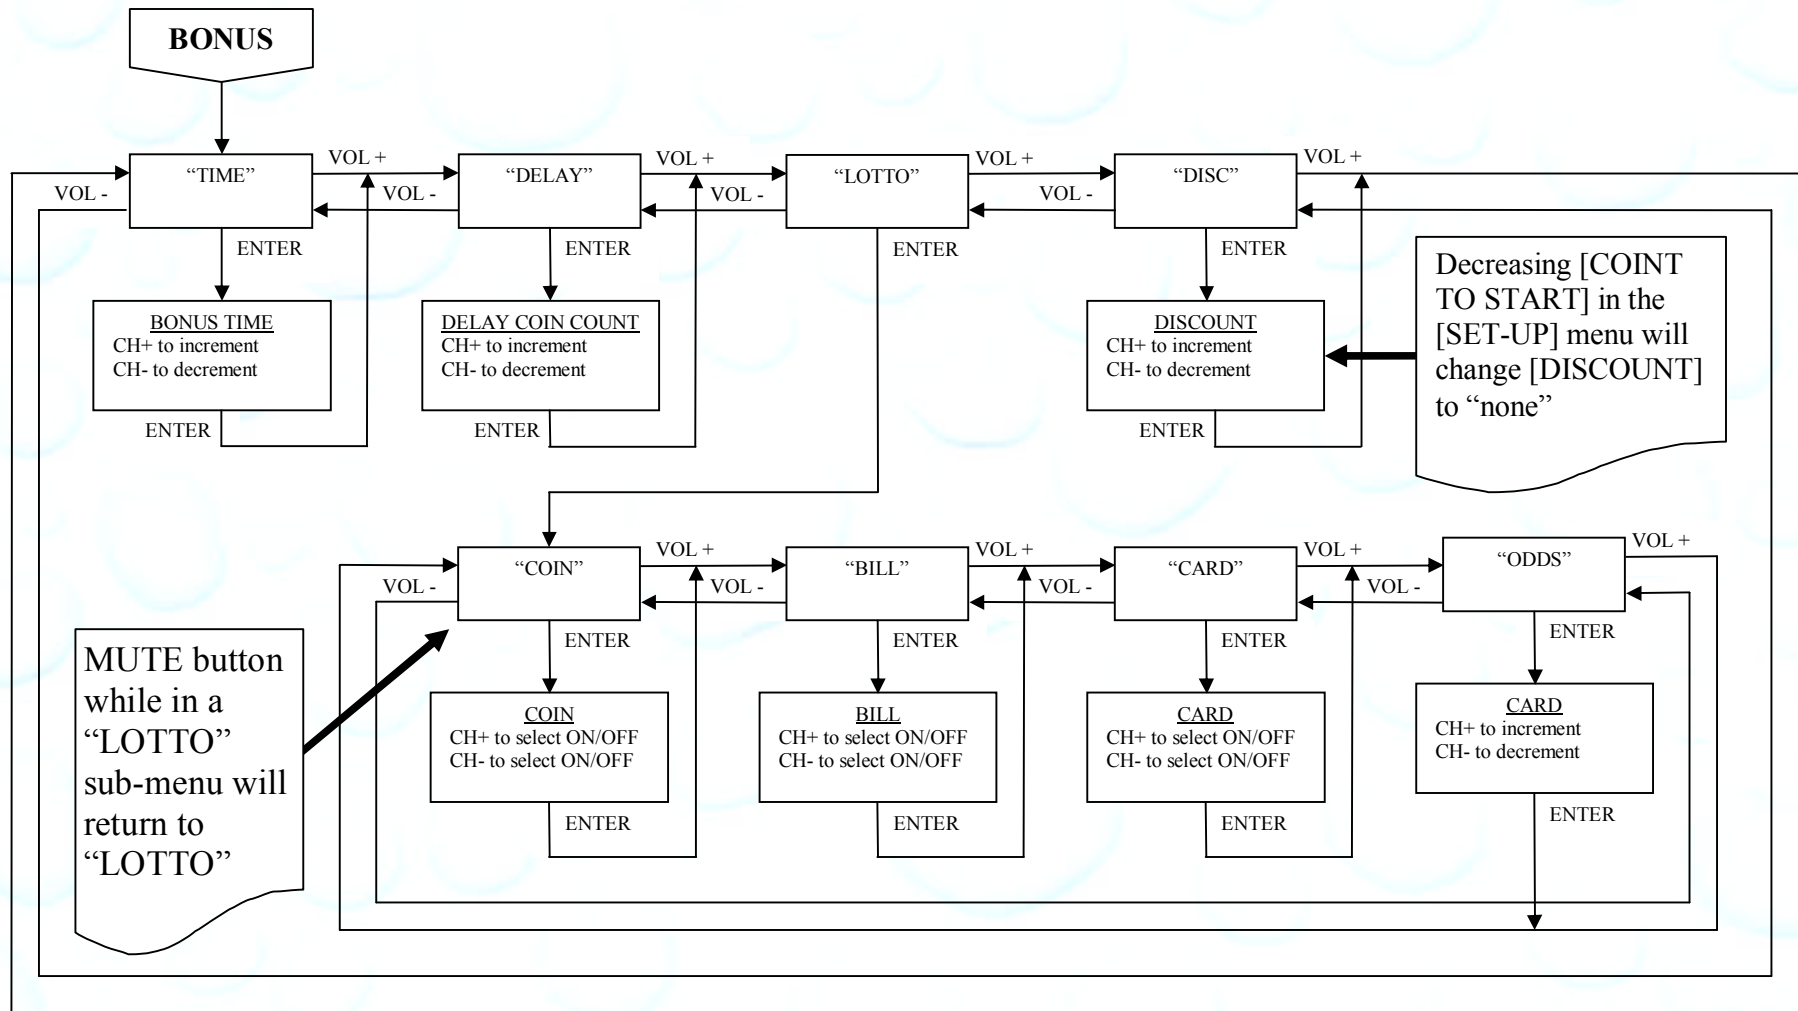 BONUS
“TIME”
VOL +
“DELAY”
VOL +
“LOTTO”
VOL +
“DISC”
VOL +
VOL -
VOL -
VOL -
VOL -
ENTER
ENTER
ENTER
ENTER
BONUS TIME
CH+ to increment
CH- to decrement
ENTER
DELAY COIN COUNT
CH+ to increment
CH- to decrement
ENTER
DISCOUNT
CH+ to increment
CH- to decrement
ENTER
Decreasing [COINT
TO START] in the
[SET-UP] menu will
change [DISCOUNT]
to “none”
“COIN”
VOL +
“BILL”
VOL +
“CARD”
VOL +
“ODDS”
VOL +
VOL -
VOL -
VOL -
VOL -
ENTER
ENTER
ENTER
ENTER
MUTE button
while in a
“LOTTO”
sub-menu will
return to
“LOTTO”
COIN
CH+ to select ON/OFF
CH- to select ON/OFF
ENTER
BILL
CH+ to select ON/OFF
CH- to select ON/OFF
ENTER
CARD
CH+ to select ON/OFF
CH- to select ON/OFF
ENTER
CARD
CH+ to increment
CH- to decrement
ENTER